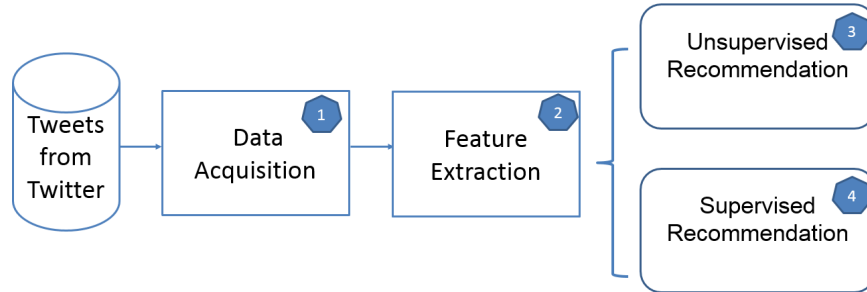 Tweets
from
Twitter
1
Data
Acquisition
2
Feature
Extraction
3
Unsupervised
Recommendation
4
Supervised
Recommendation